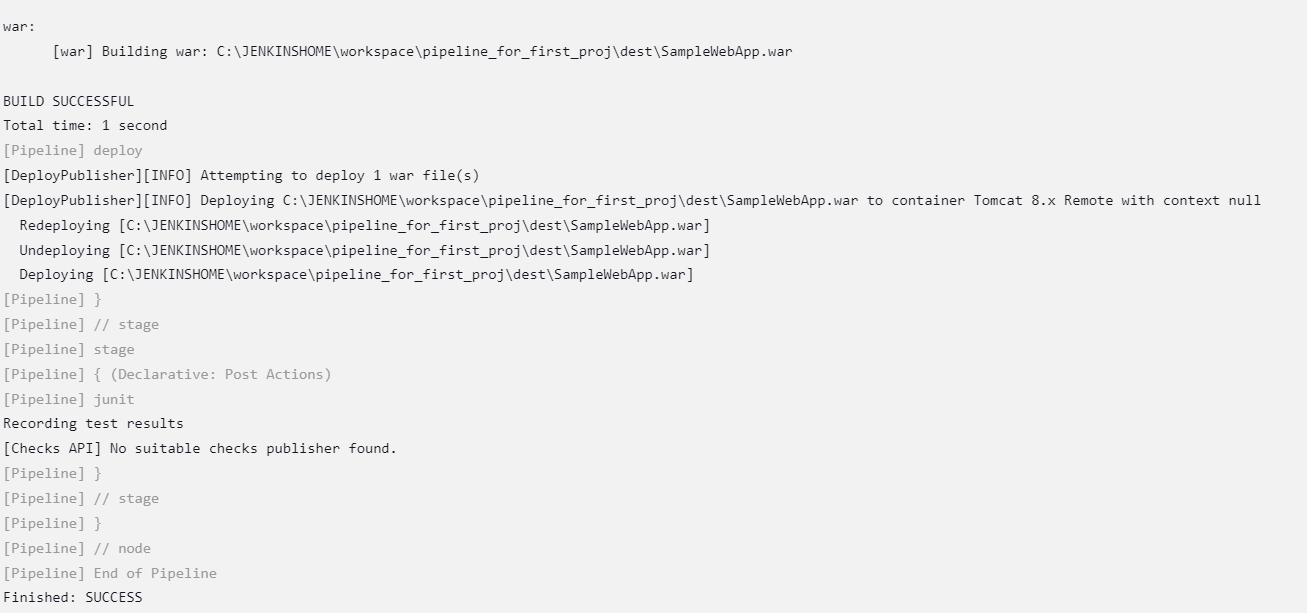 war:
[war] Building war: C:\JENKINSHOME\workspace\pipeline_for_first_proj\dest\SampleWebApp.war
BUILD SUCCESSFUL
Total time: 1 second
[Pipeline] deploy
[DeployPublisher][INFO] Attempting to deploy 1 war file(s)
[DeployPublisher][INFO] Deploying C:\JENKINSHOME\workspace\pipeline_for_first_proj\dest\SampleWebApp.war to container Tomcat 8.x Remote with context null
Redeploying [C:\JENKINSHOME\workspace\pipeline_for_first_proj\dest\SampleWebApp.war]
Undeploying [C:\JENKINSHOME\workspace\pipeline_for_first_proj\dest\SampleWebApp.war]
Deploying [C:\JENKINSHOME\workspace\pipeline_for_first_proj\dest\SampleWebApp.war]
[Pipeline] }
[Pipeline] // stage
[Pipeline] stage
[Pipeline] { (Declarative: Post Actions)
[Pipeline] junit
Recording test results
[Checks API] No suitable checks publisher found.
[Pipeline] }
[Pipeline] // stage
[Pipeline] }
[Pipeline] // node
[Pipeline] End of Pipeline
Finished: SUCCESS